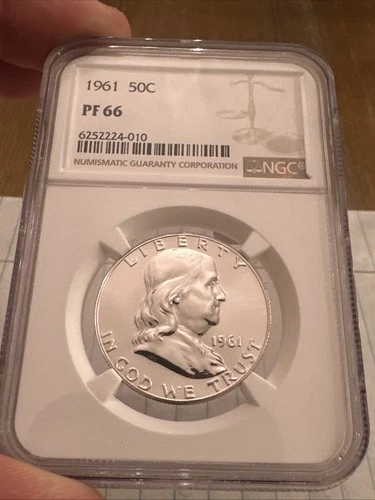 1961 50C
PF 66
6252224-010
NUMISMATIC GUARANTY CORPORATION
NGC®
LIBERTY
1961
IN GOD WE TRUST